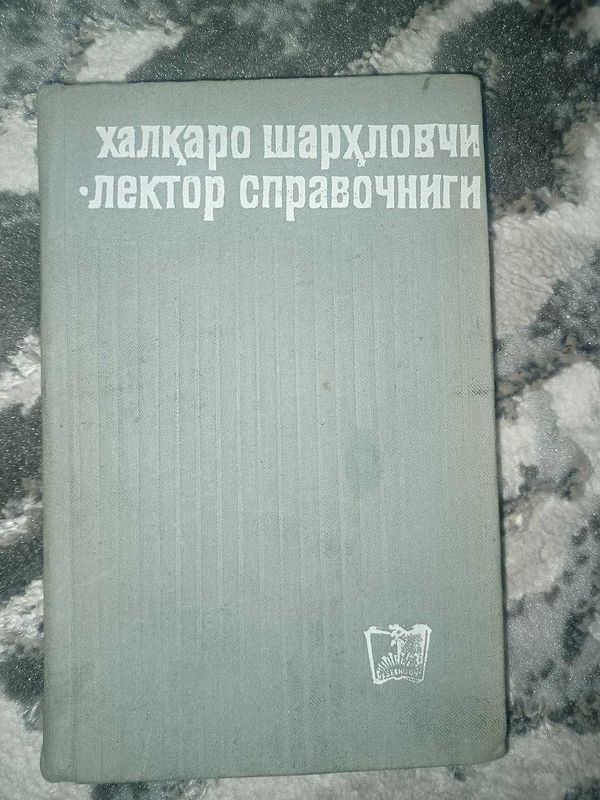 халқаро шарҳловчи
·лектор справочниги